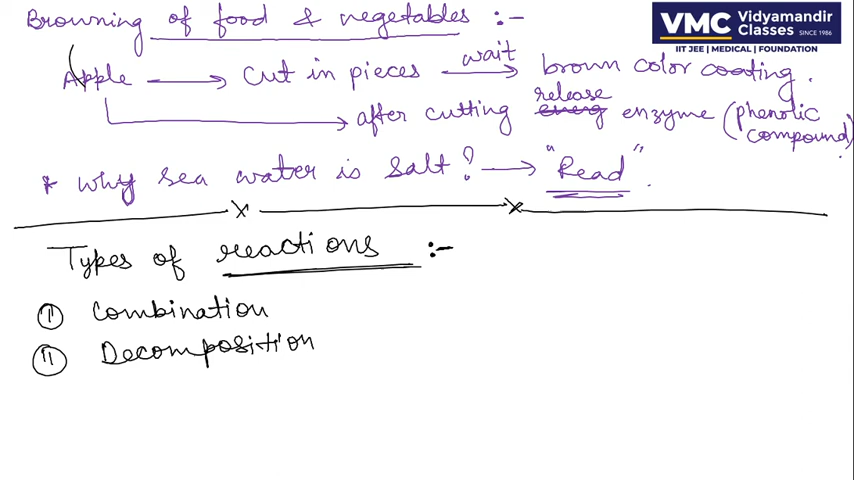 Browning of food & vegetables :-
VMC Vidyamandir Classes SINCE 1986
IIT JEE | MEDICAL | FOUNDATION
Apple → Cut in pieces wait → brown color coating.
→ after cutting release enzyme (phenolic compound)
* why sea water is salt? → "Read".
Types of reactions :-
I Combination
II Decomposition